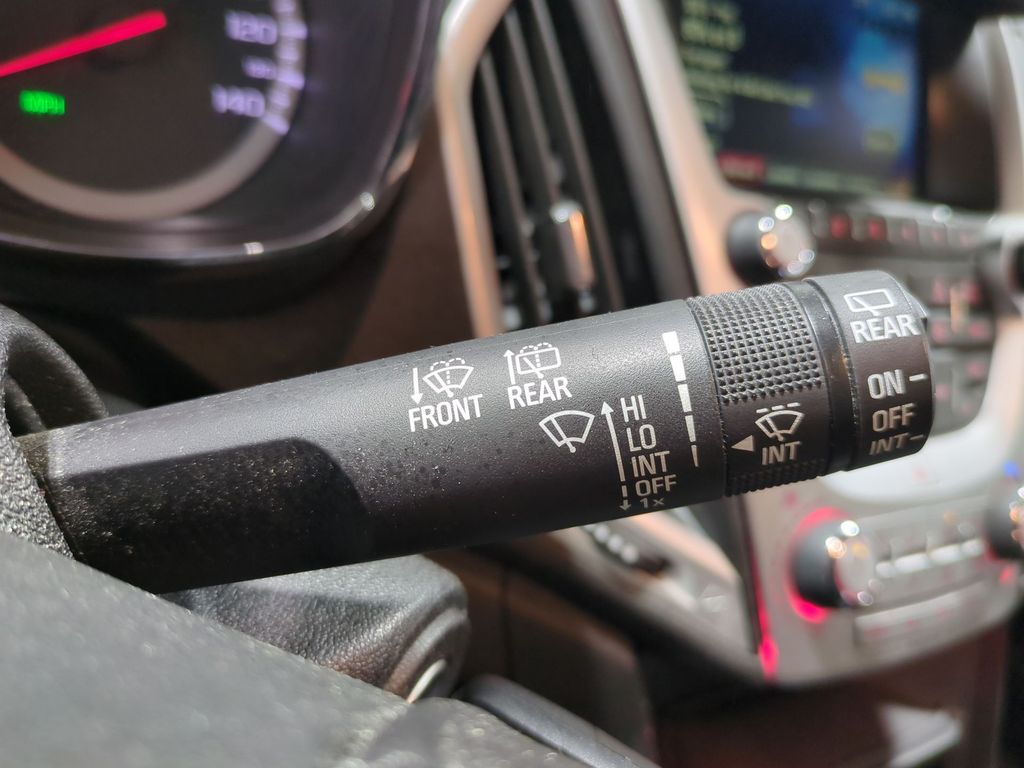 120
140
MPH
FRONT
REAR
HI
LO
INT
OFF
1x
INT
REAR
ON
OFF
INT